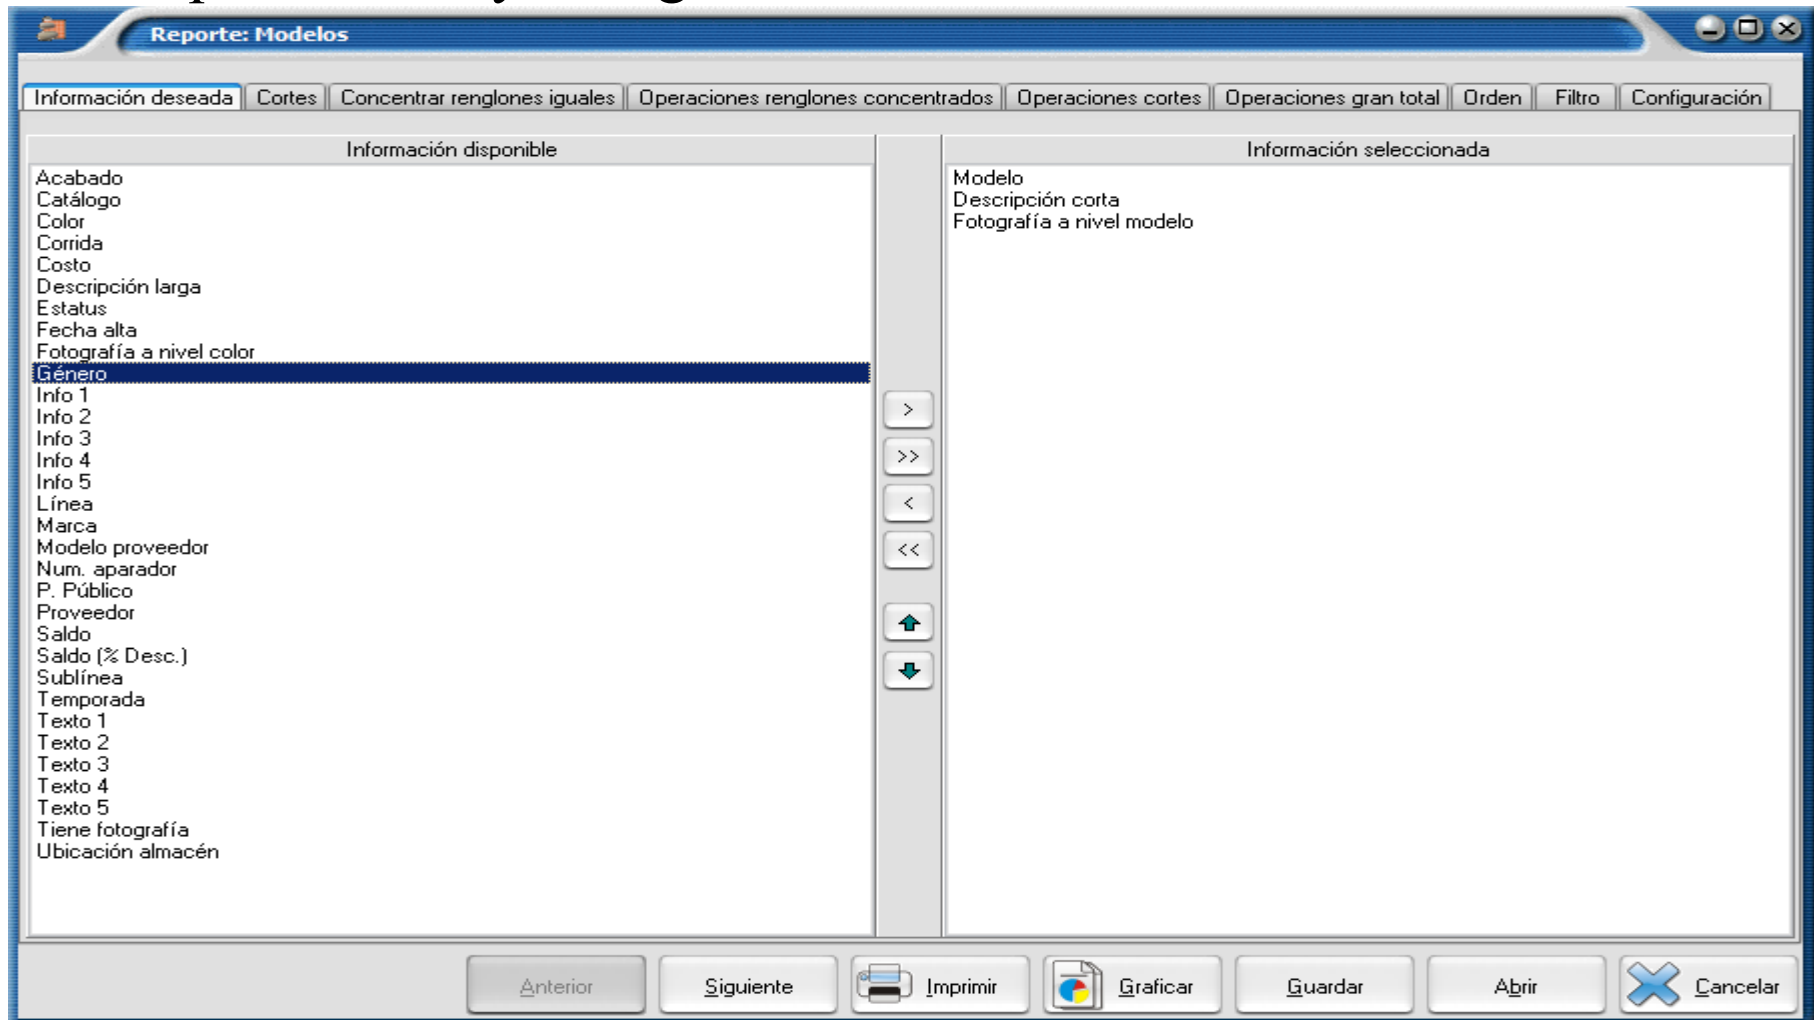 Reporte: Modelos
Información deseada Cortes Concentrar renglones iguales Operaciones renglones concentrados Operaciones cortes Operaciones gran total Orden Filtro Configuración
Información disponible
Acabado
Catálogo
Color
Corrida
Costo
Descripción larga
Estatus
Fecha alta
Fotografía a nivel color
Género
Info 1
Info 2
Info 3
Info 4
Info 5
Línea
Marca
Modelo proveedor
Num. aparador
P. Público
Proveedor
Saldo
Saldo (% Desc.)
Sublínea
Temporada
Texto 1
Texto 2
Texto 3
Texto 4
Texto 5
Tiene fotografía
Ubicación almacén
>
>>
<
<<
Información seleccionada
Modelo
Descripción corta
Fotografía a nivel modelo
Anterior Siguiente Imprimir Graficar Guardar Abrir Cancelar